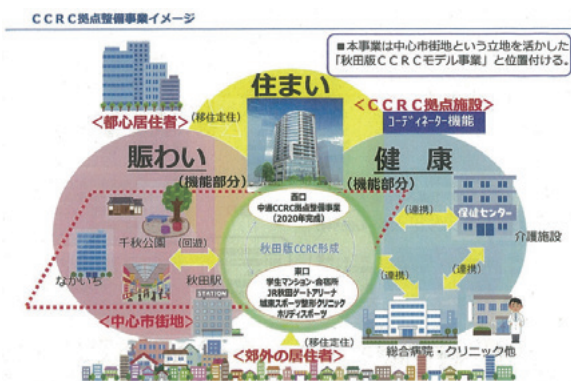 CCRC拠点整備事業イメージ
■本事業は中心市街地という立地を活かした
「秋田版CCRCモデル事業」と位置付ける。
住まい
<都心居住者>
(移住定住)
<CCRC拠点施設>
コーディネーター機能
賑わい
(機能部分)
健 康
(機能部分)
西口
中通CCRC拠点整備事業
(2020年完成)
秋田版CCRC形成
東口
学生マンション・合宿所
JR秋田ゲートアリーナ
城東スポーツ整形クリニック
ホリデイスポーツ
千秋公園
(回遊)
なかいち
秋田駅
STATION
<中心市街地>
(連携)
保健センター
介護施設
(連携)
(連携)
総合病院・クリニック他
(移住定住)
<郊外の居住者>